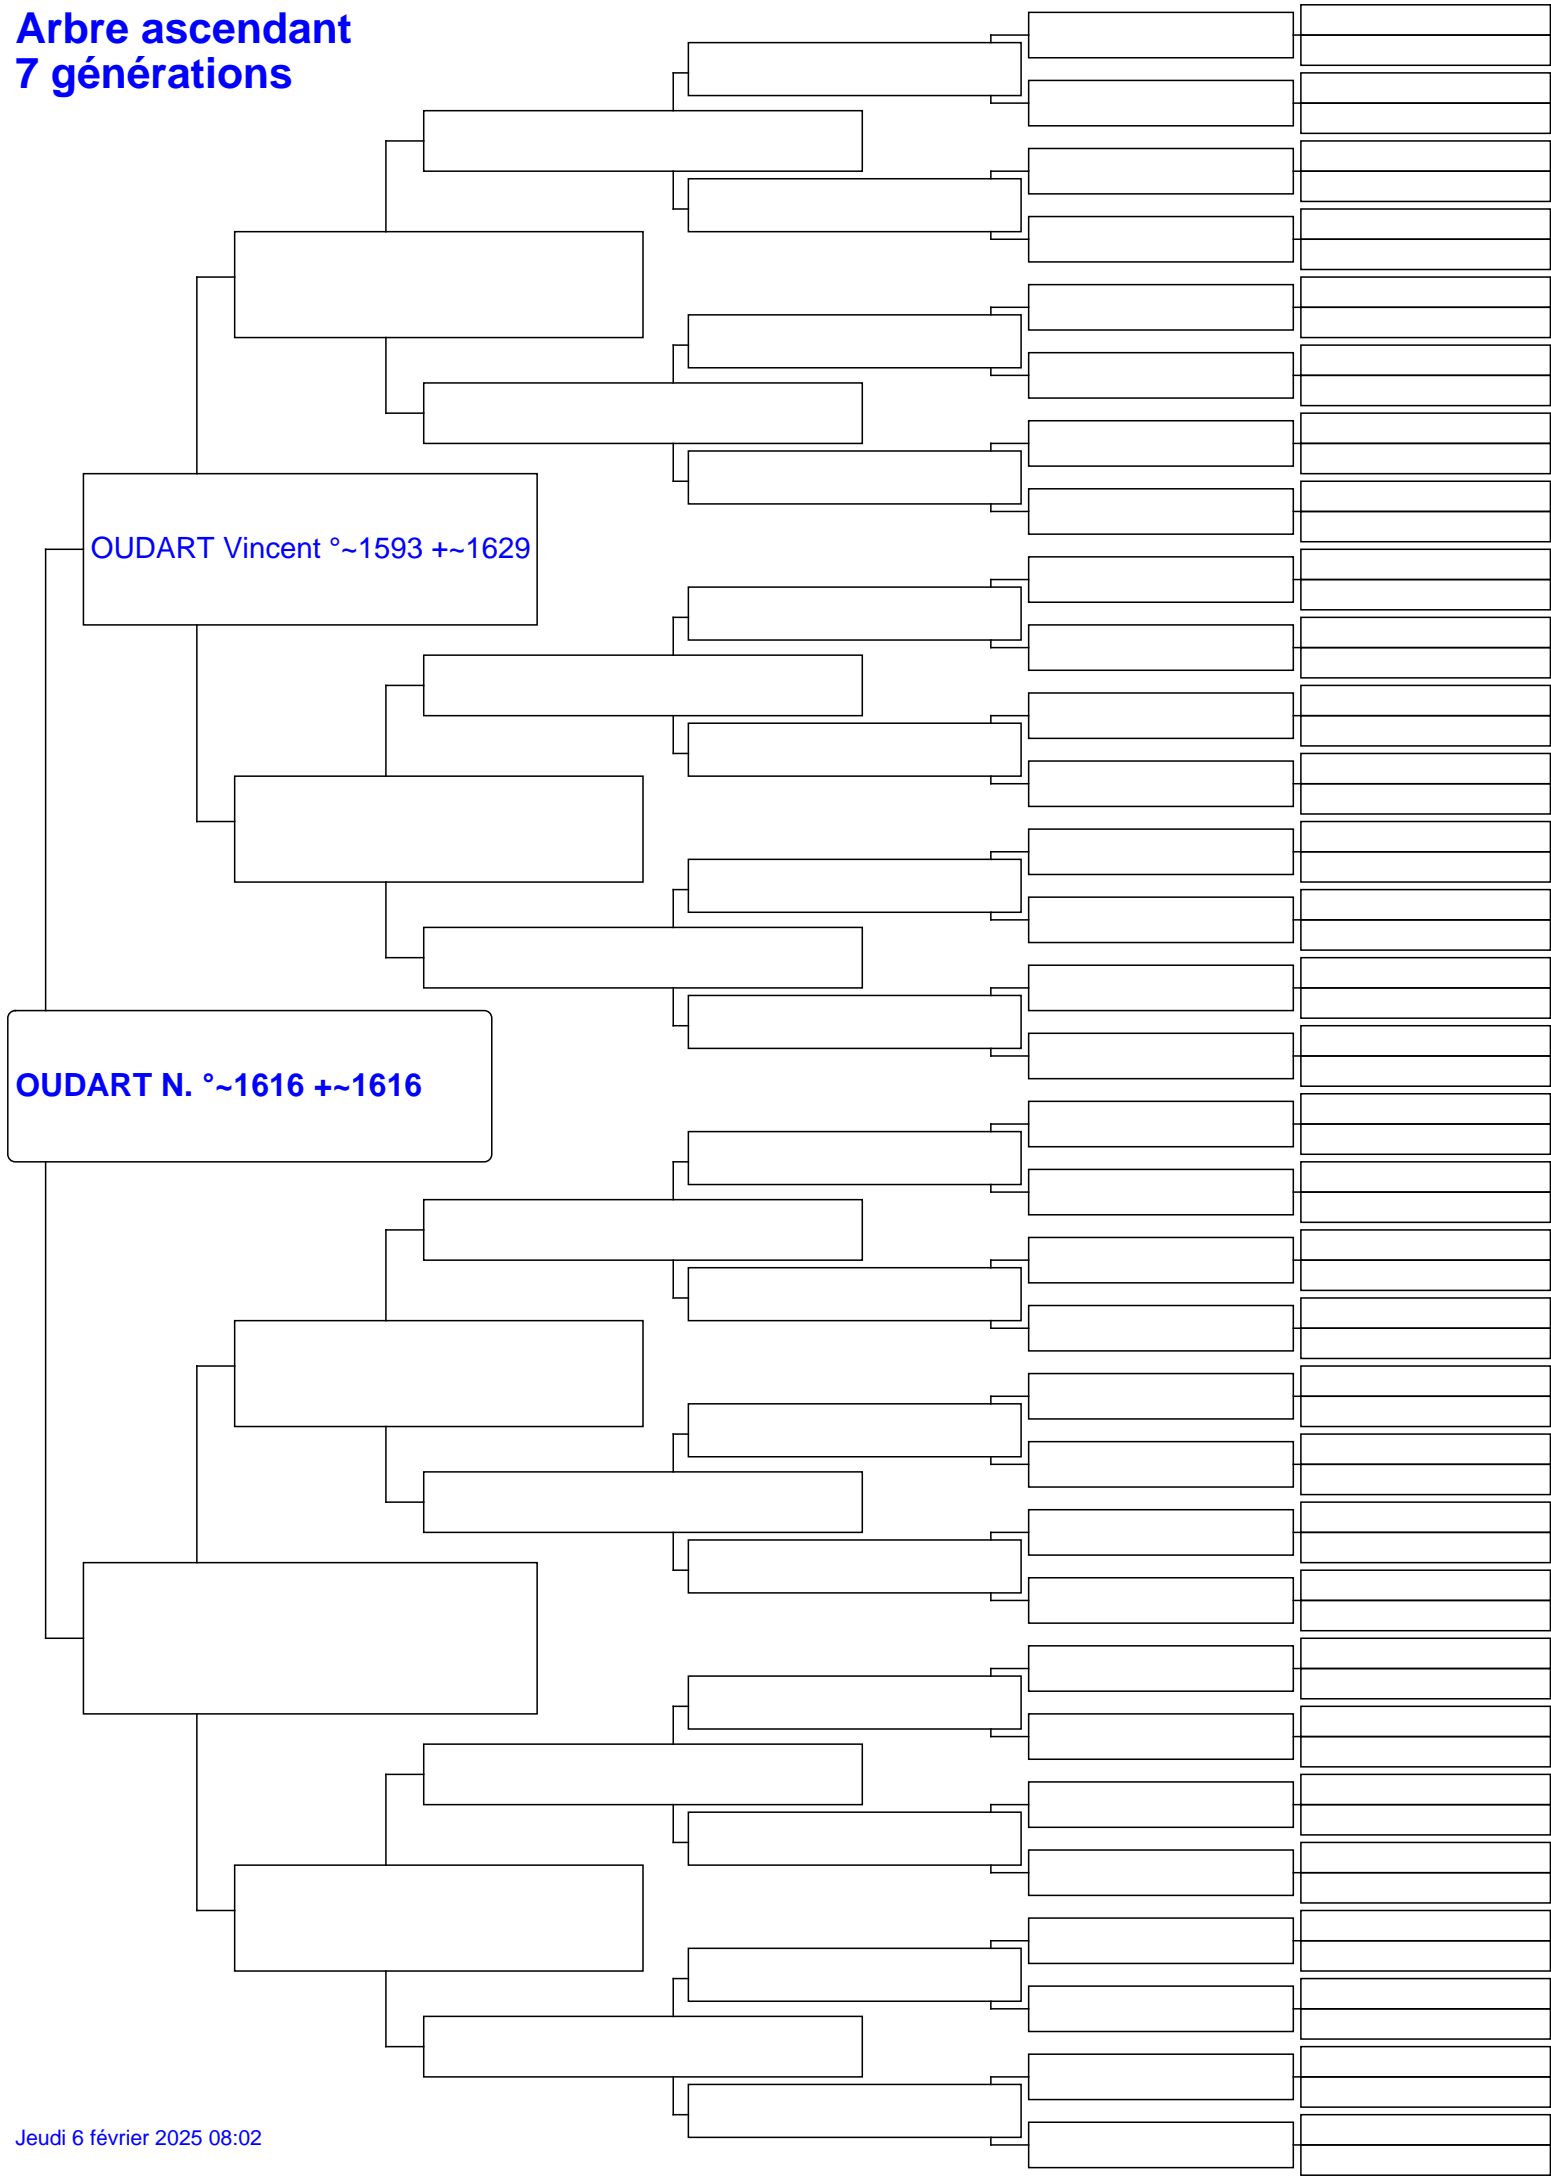 Arbre ascendant
7 générations
OUDART Vincent °~1593 +~1629
OUDART N. °~1616 +~1616
Jeudi 6 février 2025 08:02